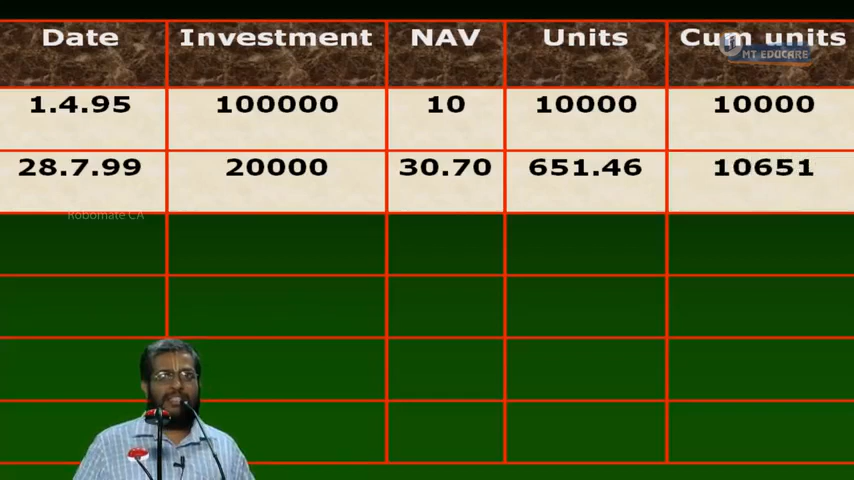 Date Investment NAV Units Cum units
MT EDUCARE
1.4.95 100000 10 10000 10000
28.7.99 20000 30.70 651.46 10651
Robomate CA